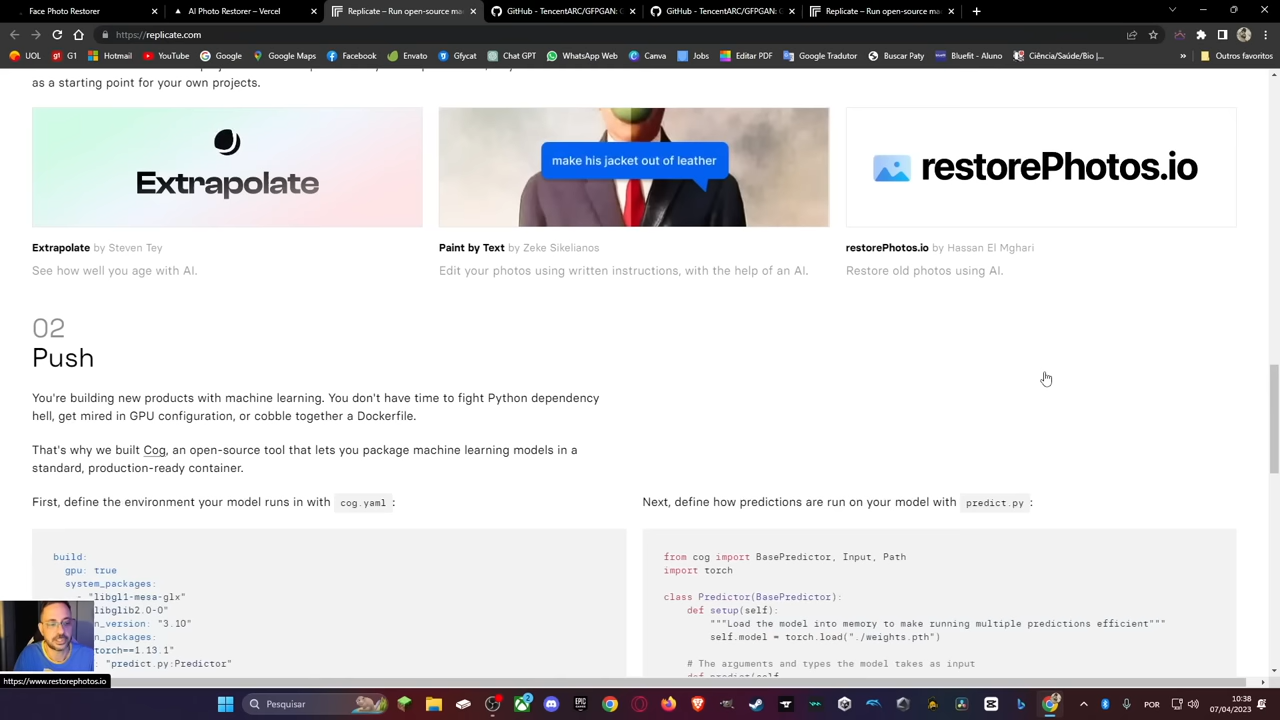 Face Photo Restorer
AI Photo Restorer - Vercel
Replicate – Run open-source ma
GitHub - TencentARC/GFPGAN: G
GitHub - TencentARC/GFPGAN: G
Replicate – Run open-source ma
https://replicate.com
UOL
G1
Hotmail
YouTube
Googler
Google Maps
Facebook
Envato
Gfycat
Chat GPT
WhatsApp Web
Canva
Jobs
Editar PDF
Google Tradutor
Buscar Paty
Bluefit - Aluno
Ciência/Saúde/Bio |...
Outros favoritos
as a starting point for your own projects.
Extrapolate
make his jacket out of leather
restorePhotos.io
Extrapolate by Steven Tey
Paint by Text by Zeke Sikelianos
restorePhotos.io by Hassan El Mghari
See how well you age with AI.
Edit your photos using written instructions, with the help of an AI.
Restore old photos using AI.
02
Push
You're building new products with machine learning. You don't have time to fight Python dependency
hell, get mired in GPU configuration, or cobble together a Dockerfile.
That's why we built Cog, an open-source tool that lets you package machine learning models in a
standard, production-ready container.
First, define the environment your model runs in with cog.yaml :
Next, define how predictions are run on your model with predict.py :
build:
gpu: true
system_packages:
- "libgl1-mesa-glx"
libglib2.0-0"
n_version: "3.10"
n_packages:
torch==1.13.1"
"predict.py:Predictor"
from cog import BasePredictor, Input, Path
import torch
class Predictor(BasePredictor):
def setup(self):
"""Load the model into memory to make running multiple predictions efficient"""
self.model = torch.load("./weights.pth")
# The arguments and types the model takes as input
https://www.restorephotos.io
Pesquisar
POR
10:38
07/04/2023